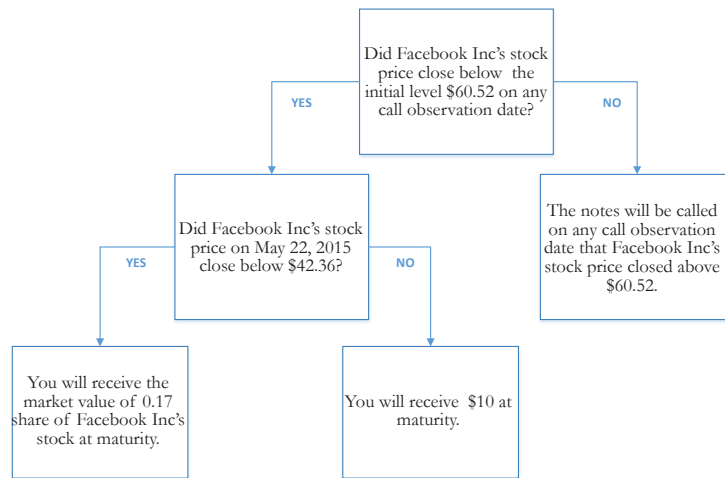 Did Facebook Inc's stock
price close below the
initial level $60.52 on any
call observation date?
YES
NO
Did Facebook Inc's stock
price on May 22, 2015
close below $42.36?
The notes will be called
on any call observation
date that Facebook Inc's
stock price closed above
$60.52.
YES
NO
You will receive the
market value of 0.17
share of Facebook Inc's
stock at maturity.
You will receive $10 at
maturity.